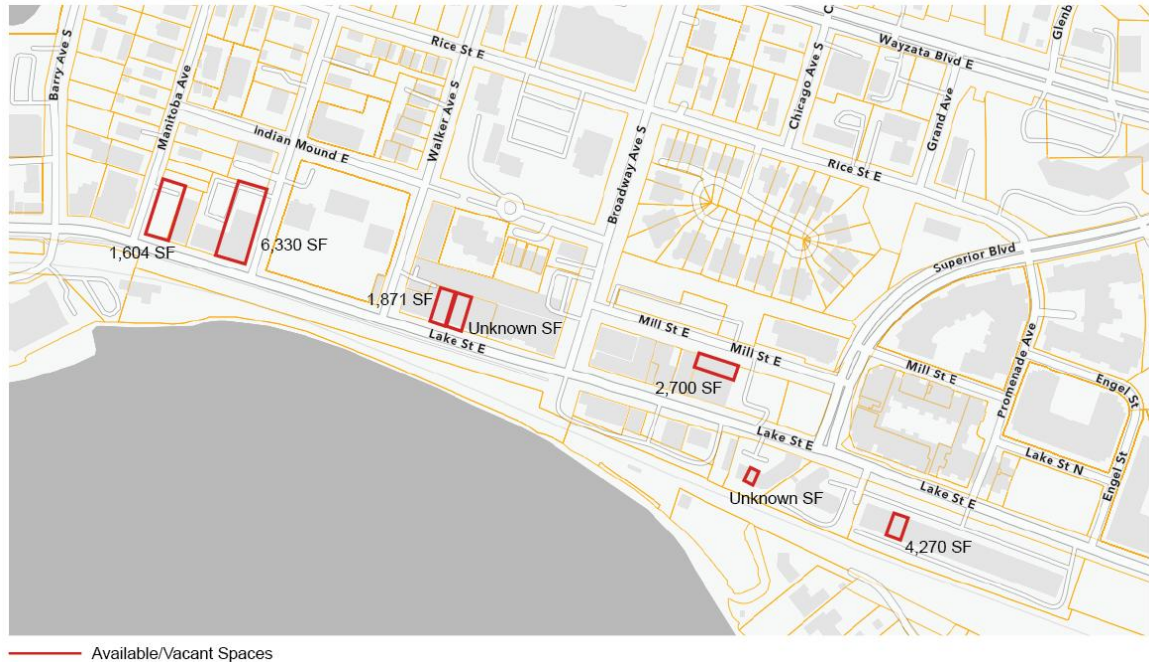 Barry Ave S
Manitoba Ave
Rice St E
Walker Ave S
Indian Mound E
Broadway Ave S
Chicago Ave S
C
Wayzata Blvd E
Glenb
Grand Ave
Rice St E
Superior Blvd
1,604 SF
6,330 SF
1,871 SF
Unknown SF
Lake St E
Mill St E
Mill St E
2,700 SF
Mill St E
Promenade Ave
Engel St
Lake St E
Lake St N
Engel St
Unknown SF
Lake St E
4,270 SF
Available/Vacant Spaces